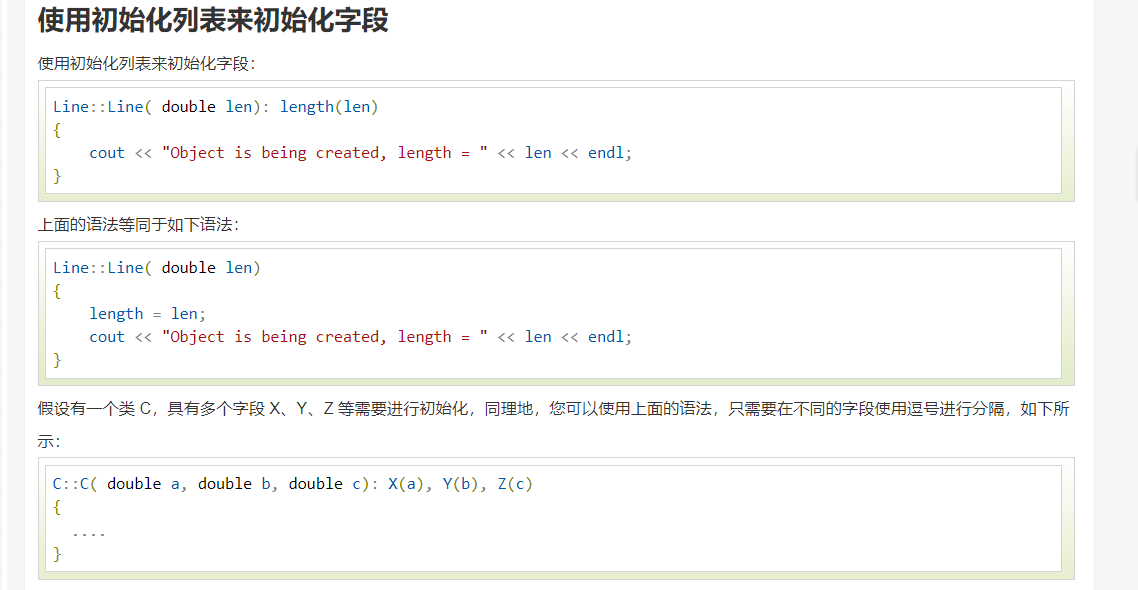 使用初始化列表来初始化字段
使用初始化列表来初始化字段：
Line::Line( double len): length(len)
{
    cout << "Object is being created, length = " << len << endl;
}
上面的语法等同于如下语法：
Line::Line( double len)
{
    length = len;
    cout << "Object is being created, length = " << len << endl;
}
假设有一个类 C，具有多个字段 X、Y、Z 等需要进行初始化，同理地，您可以使用上面的语法，只需要在不同的字段使用逗号进行分隔，如下所
示：
C::C( double a, double b, double c): X(a), Y(b), Z(c)
{
  ....
}